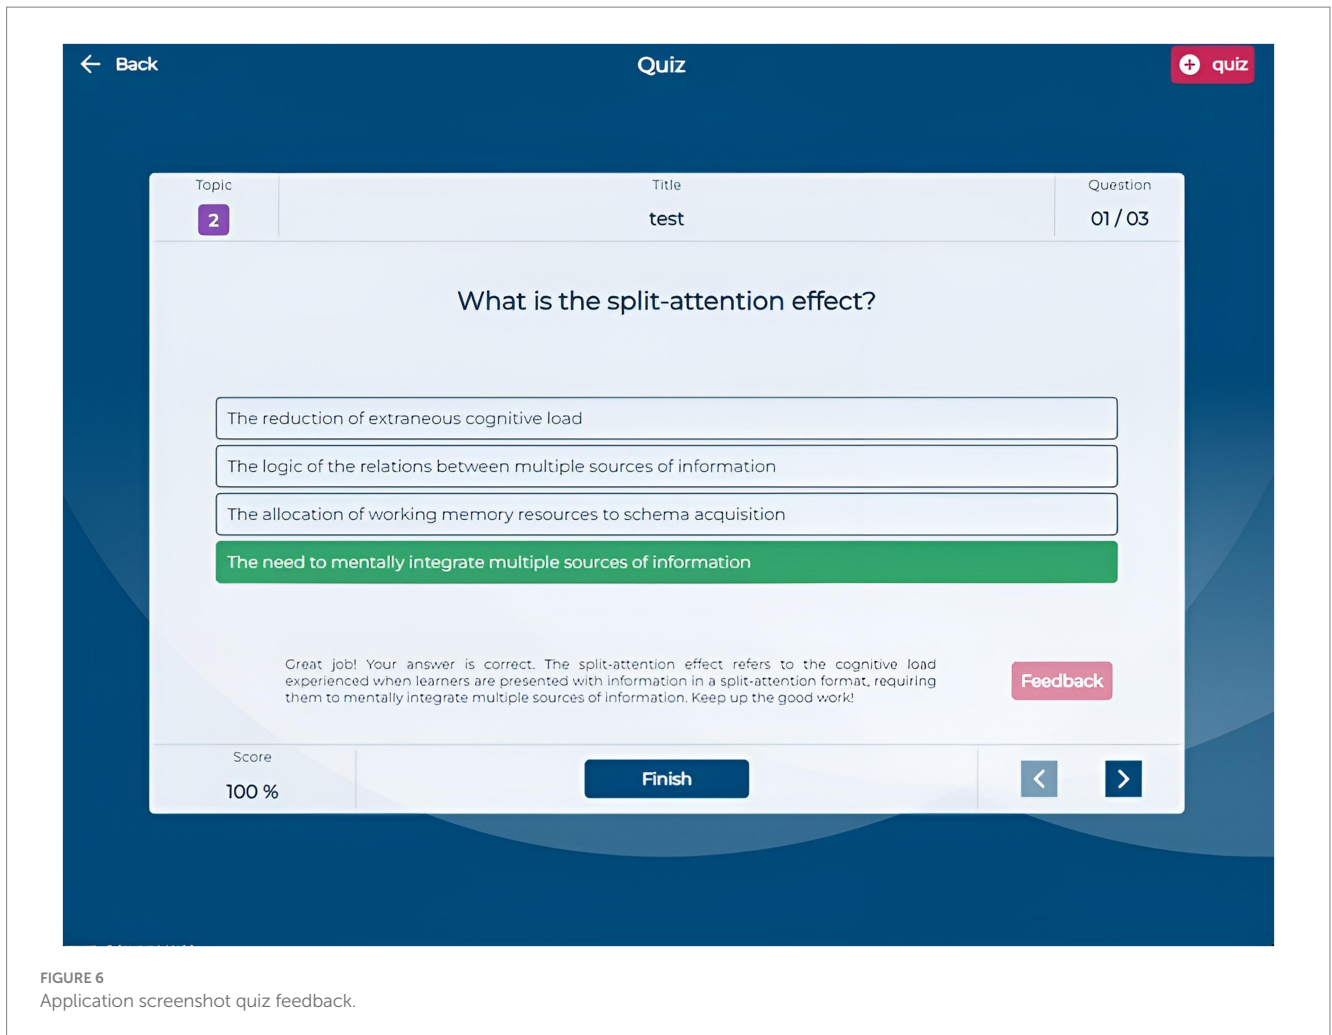 Back
Quiz
quiz
Topic
Title
Question
2
test
01 / 03
What is the split-attention effect?
The reduction of extraneous cognitive load
The logic of the relations between multiple sources of information
The allocation of working memory resources to schema acquisition
The need to mentally integrate multiple sources of information
Great job! Your answer is correct. The split-attention effect refers to the cognitive load
experienced when learners are presented with information in a split-attention format, requiring
them to mentally integrate multiple sources of information. Keep up the good work!
Feedback
Score
100 %
Finish
FIGURE 6
Application screenshot quiz feedback.